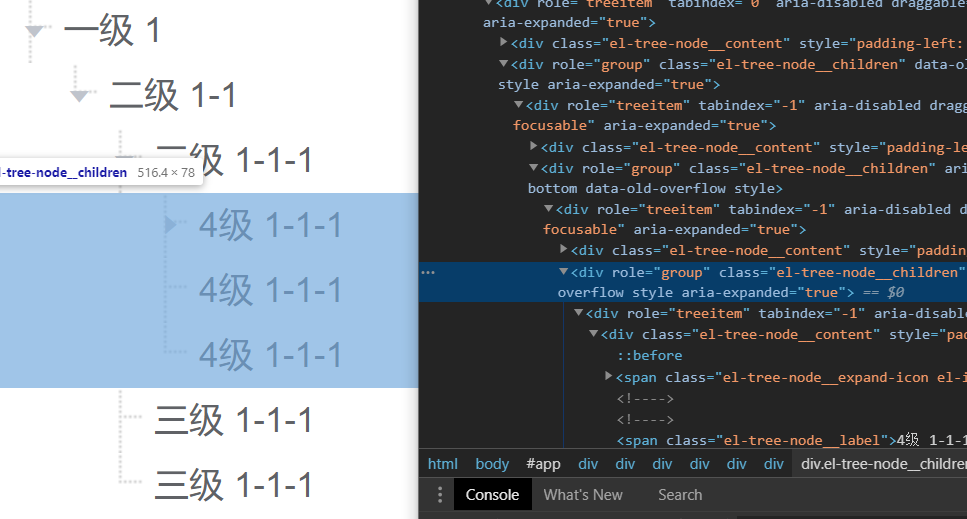 一级 1
二级 1-1
三级 1-1-1
l-tree-node__children 516.4 × 78
4级 1-1-1
4级 1-1-1
4级 1-1-1
三级 1-1-1
三级 1-1-1
<div role="treeitem" tabindex="0" aria-disabled draggable
aria-expanded="true">
<div class="el-tree-node__content" style="padding-left:
<div role="group" class="el-tree-node__children" data-ol
style aria-expanded="true">
<div role="treeitem" tabindex="-1" aria-disabled dragg
focusable" aria-expanded="true">
<div class="el-tree-node__content" style="padding-le
<div role="group" class="el-tree-node__children" ari
bottom data-old-overflow style>
<div role="treeitem" tabindex="-1" aria-disabled d
focusable" aria-expanded="true">
<div class="el-tree-node__content" style="paddin
… <div role="group" class="el-tree-node__children"
overflow style aria-expanded="true"> == $0
<div role="treeitem" tabindex="-1" aria-disabl
<div class="el-tree-node__content" style="pad
::before
<span class="el-tree-node__expand-icon el-i
<!---->
<!---->
<span class="el-tree-node__label">4级 1-1-1
html body #app div div div div div div div.el-tree-node__children
Console What's New Search